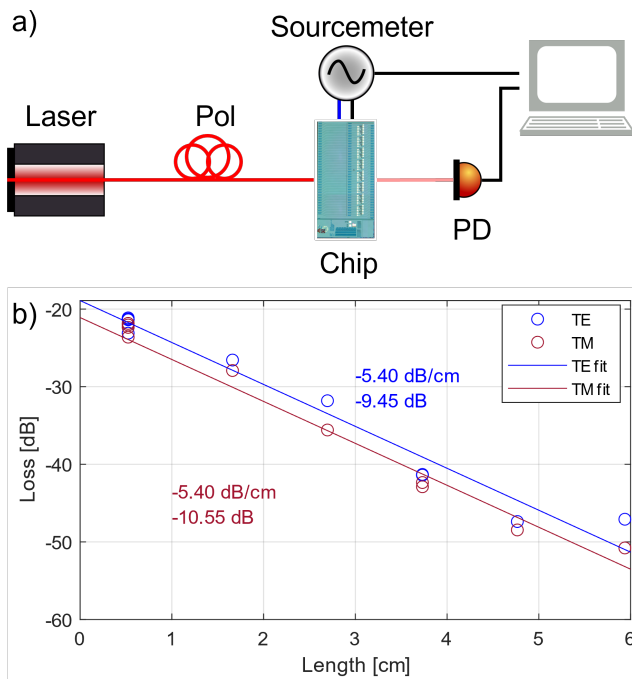 a)
Sourcemeter
Laser
Pol
PD
Chip
b)
-20
-30
-40
-50
-60
Loss [dB]
TE
TM
TE fit
TM fit
-5.40 dB/cm
-9.45 dB
-5.40 dB/cm
-10.55 dB
0 1 2 3 4 5 6
Length [cm]